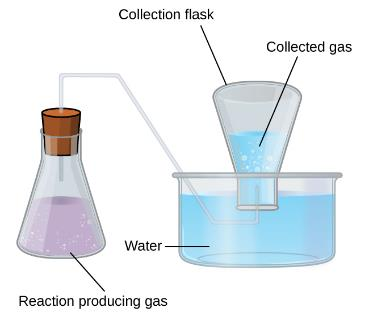 Collection flask
Collected gas
Water
Reaction producing gas